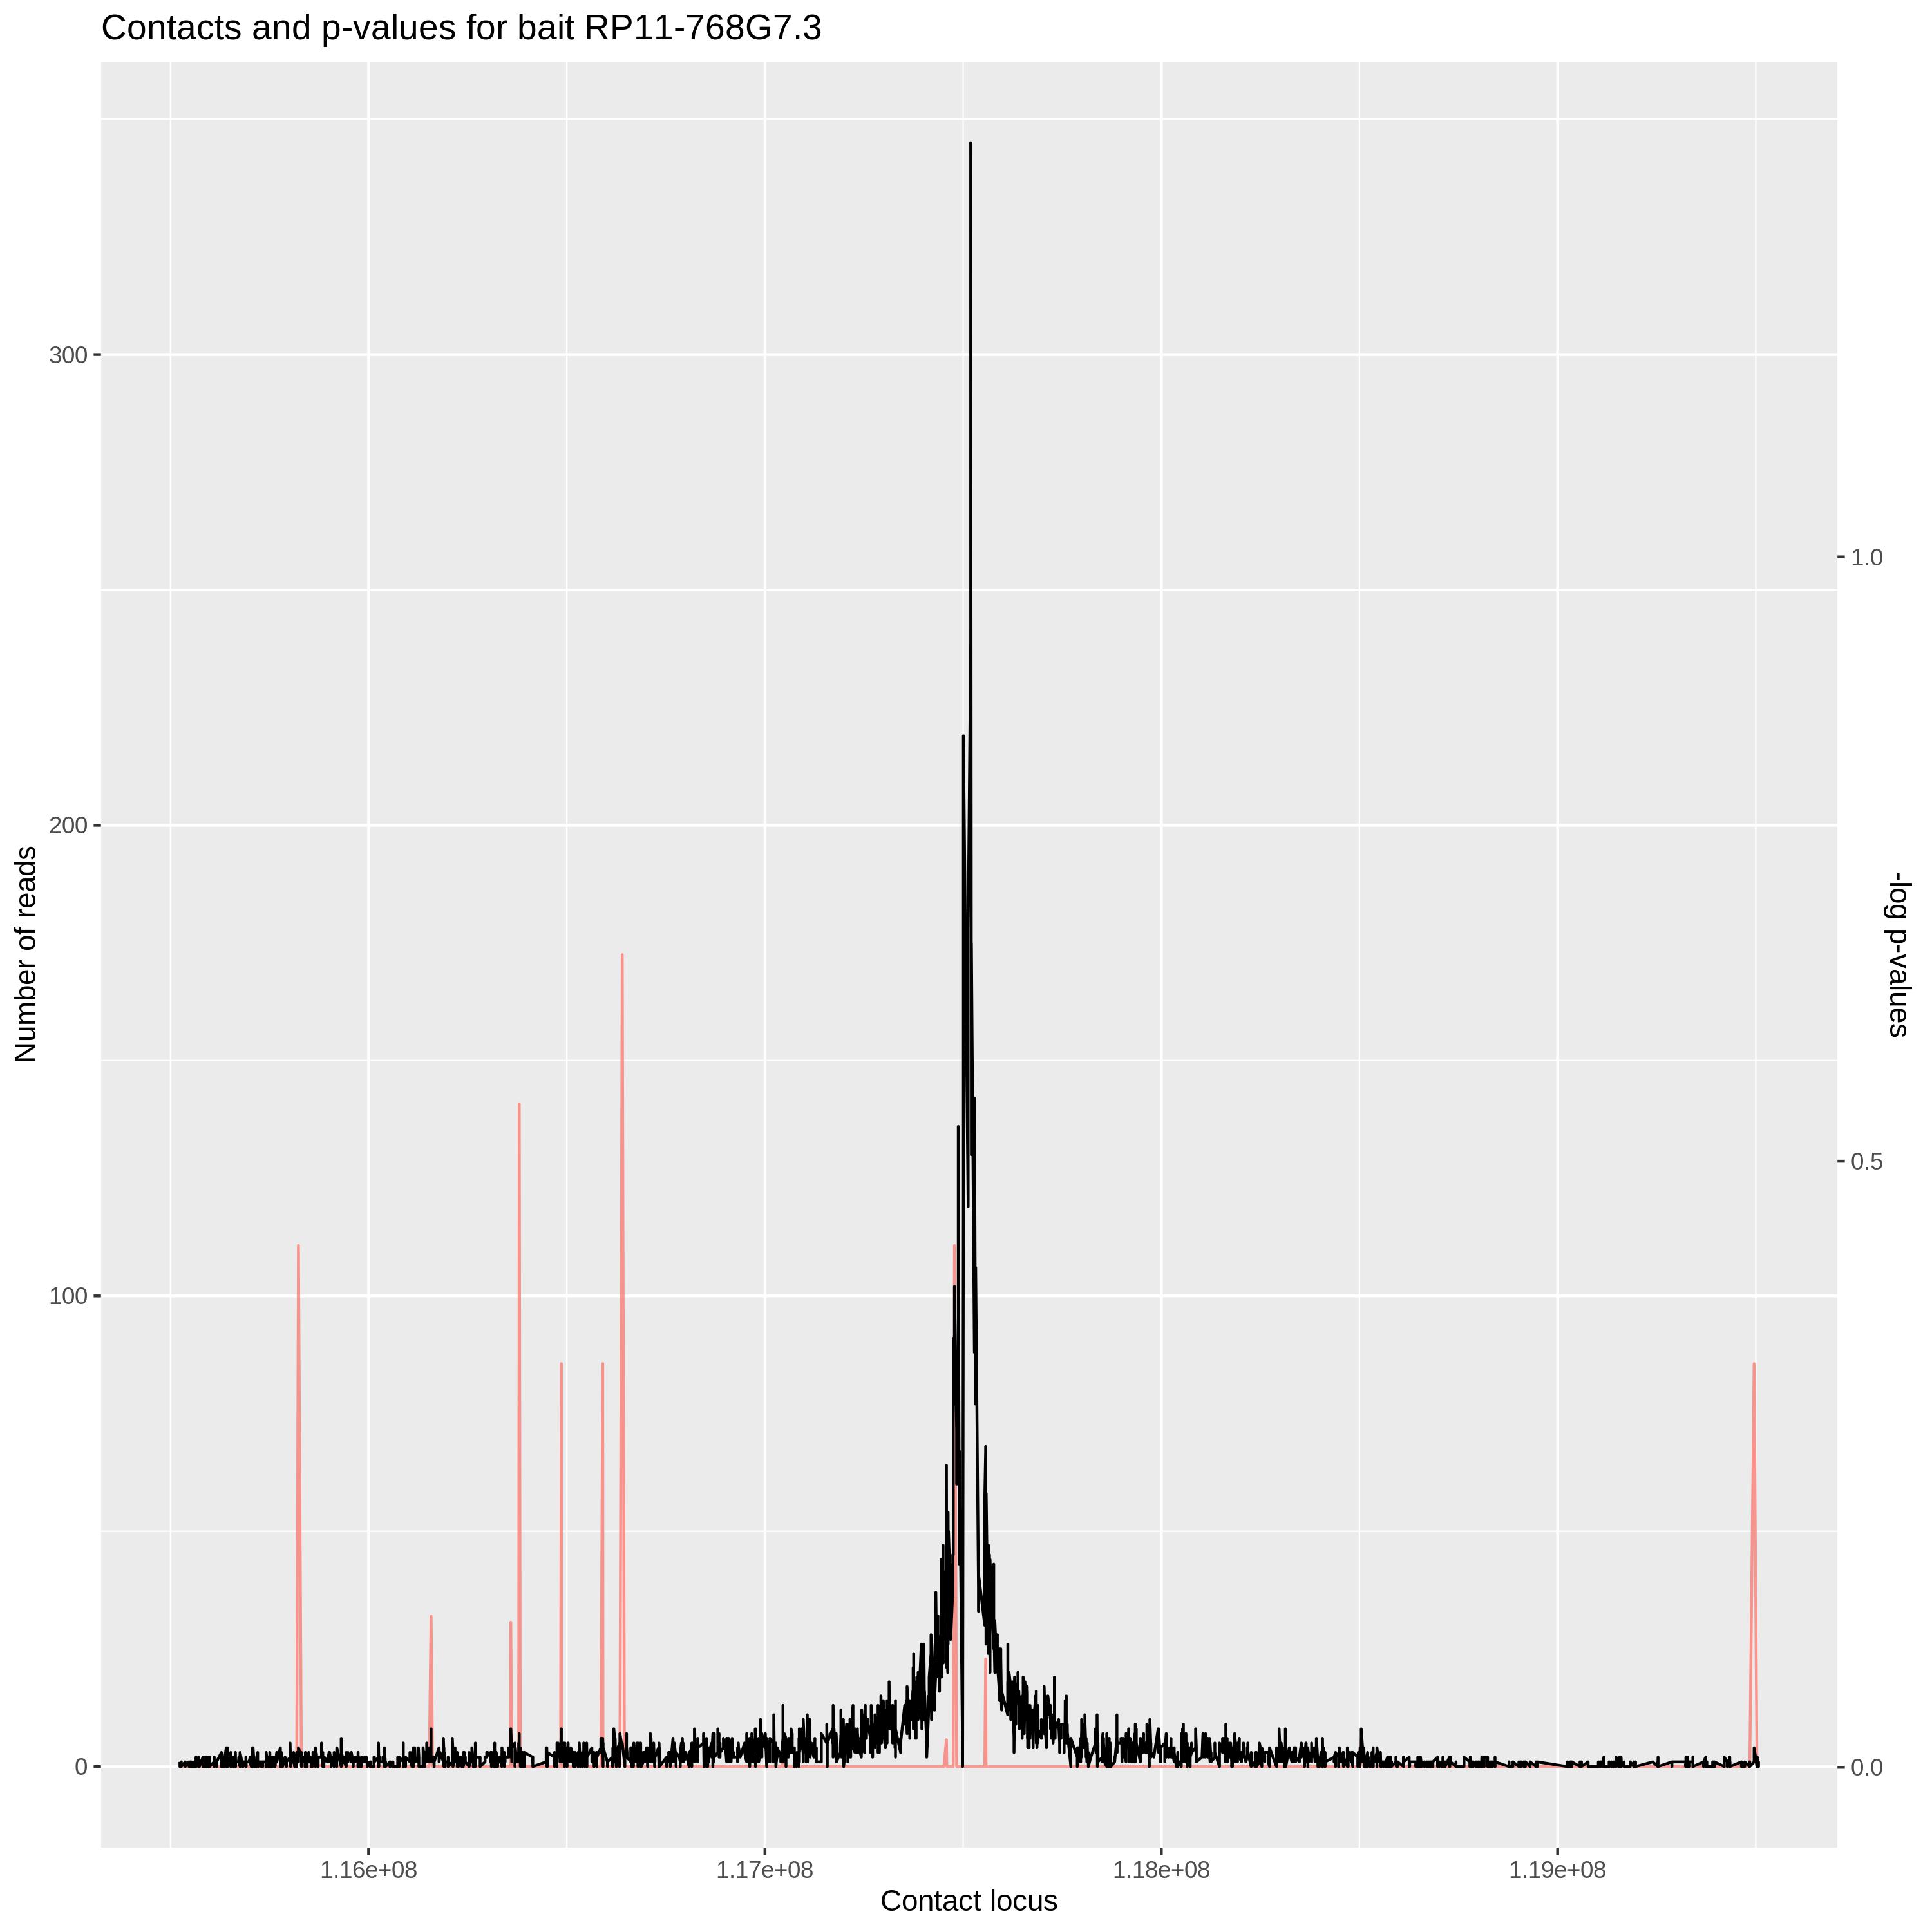 Contacts and p-values for bait RP11-768G7.3
Number of reads
300
200
100
0
1.0
0.5
0.0
-log p-values
1.16e+08
1.17e+08
1.18e+08
1.19e+08
Contact locus